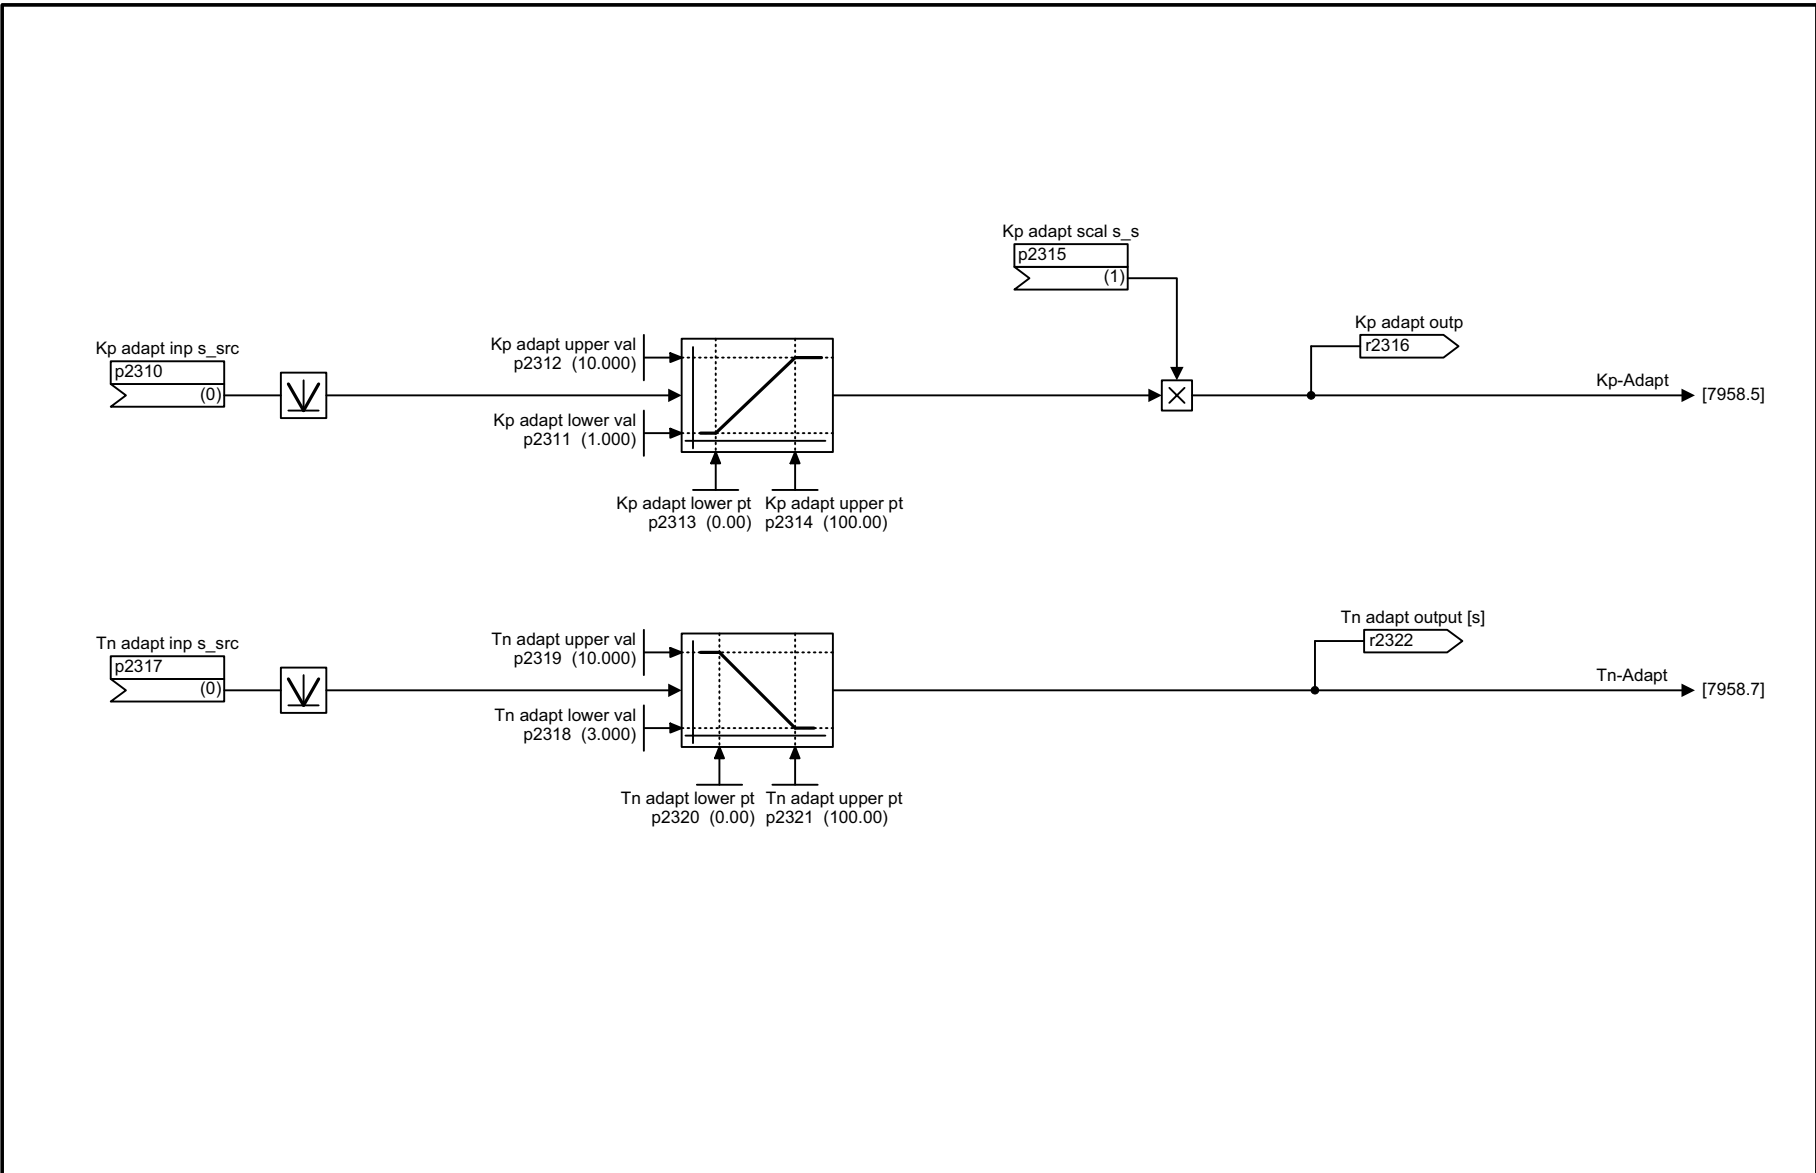 Kp adapt scal s_s
p2315
(1)
Kp adapt outp
r2316
Kp adapt inp s_src
p2310
(0)
Kp adapt upper val
p2312 (10.000)
Kp adapt lower val
p2311 (1.000)
Kp-Adapt
[7958.5]
Kp adapt lower pt
p2313 (0.00)
Kp adapt upper pt
p2314 (100.00)
Tn adapt output [s]
r2322
Tn adapt inp s_src
p2317
(0)
Tn adapt upper val
p2319 (10.000)
Tn adapt lower val
p2318 (3.000)
Tn-Adapt
[7958.7]
Tn adapt lower pt
p2320 (0.00)
Tn adapt upper pt
p2321 (100.00)